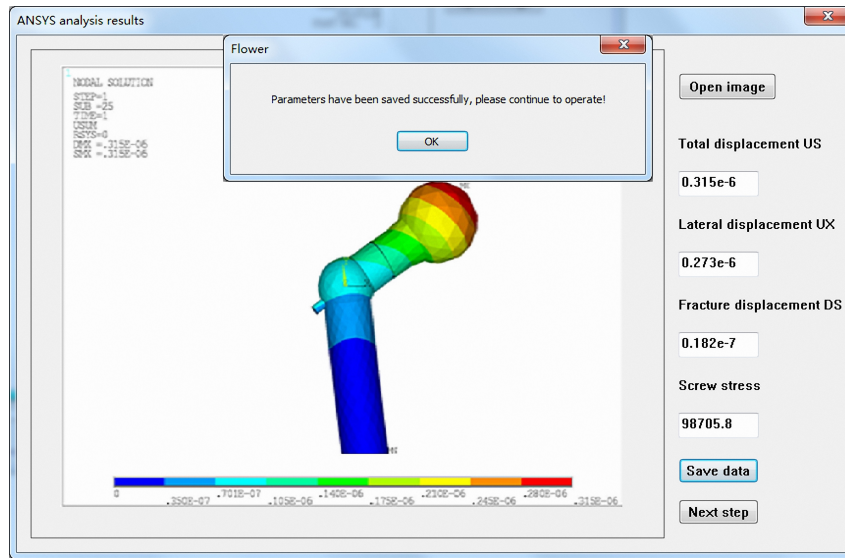 ANSYS analysis results
Flower
Parameters have been saved successfully, please continue to operate!
OK
1
NODAL SOLUTION
STEP=1
SUB =25
TIME=1
USUM
RSYS=0
DMX =.315E-06
SMX =.315E-06
MX
MN
0
.350E-07
.701E-07
.105E-06
.140E-06
.175E-06
.210E-06
.245E-06
.280E-06
.315E-06
Open image
Total displacement US
0.315e-6
Lateral displacement UX
0.273e-6
Fracture displacement DS
0.182e-7
Screw stress
98705.8
Save data
Next step